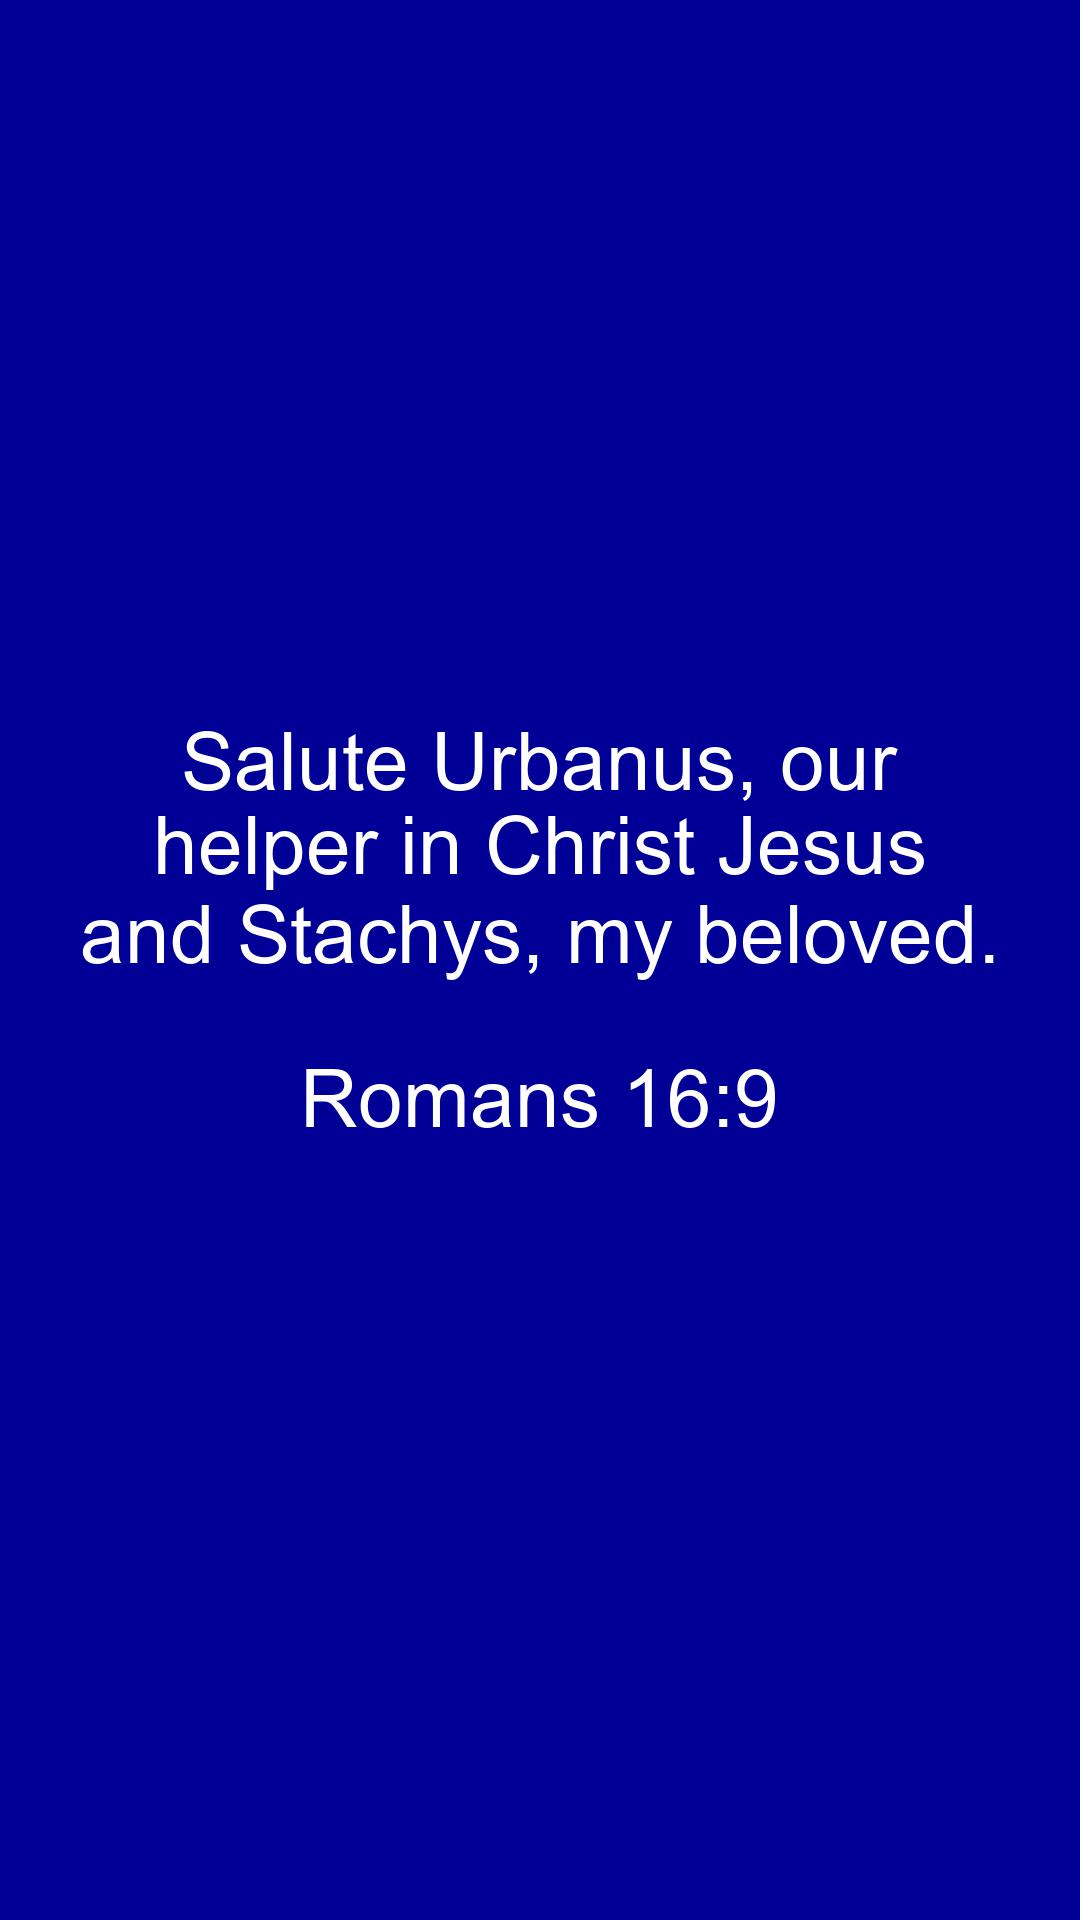 Salute Urbanus, our
helper in Christ Jesus
and Stachys, my beloved.
Romans 16:9